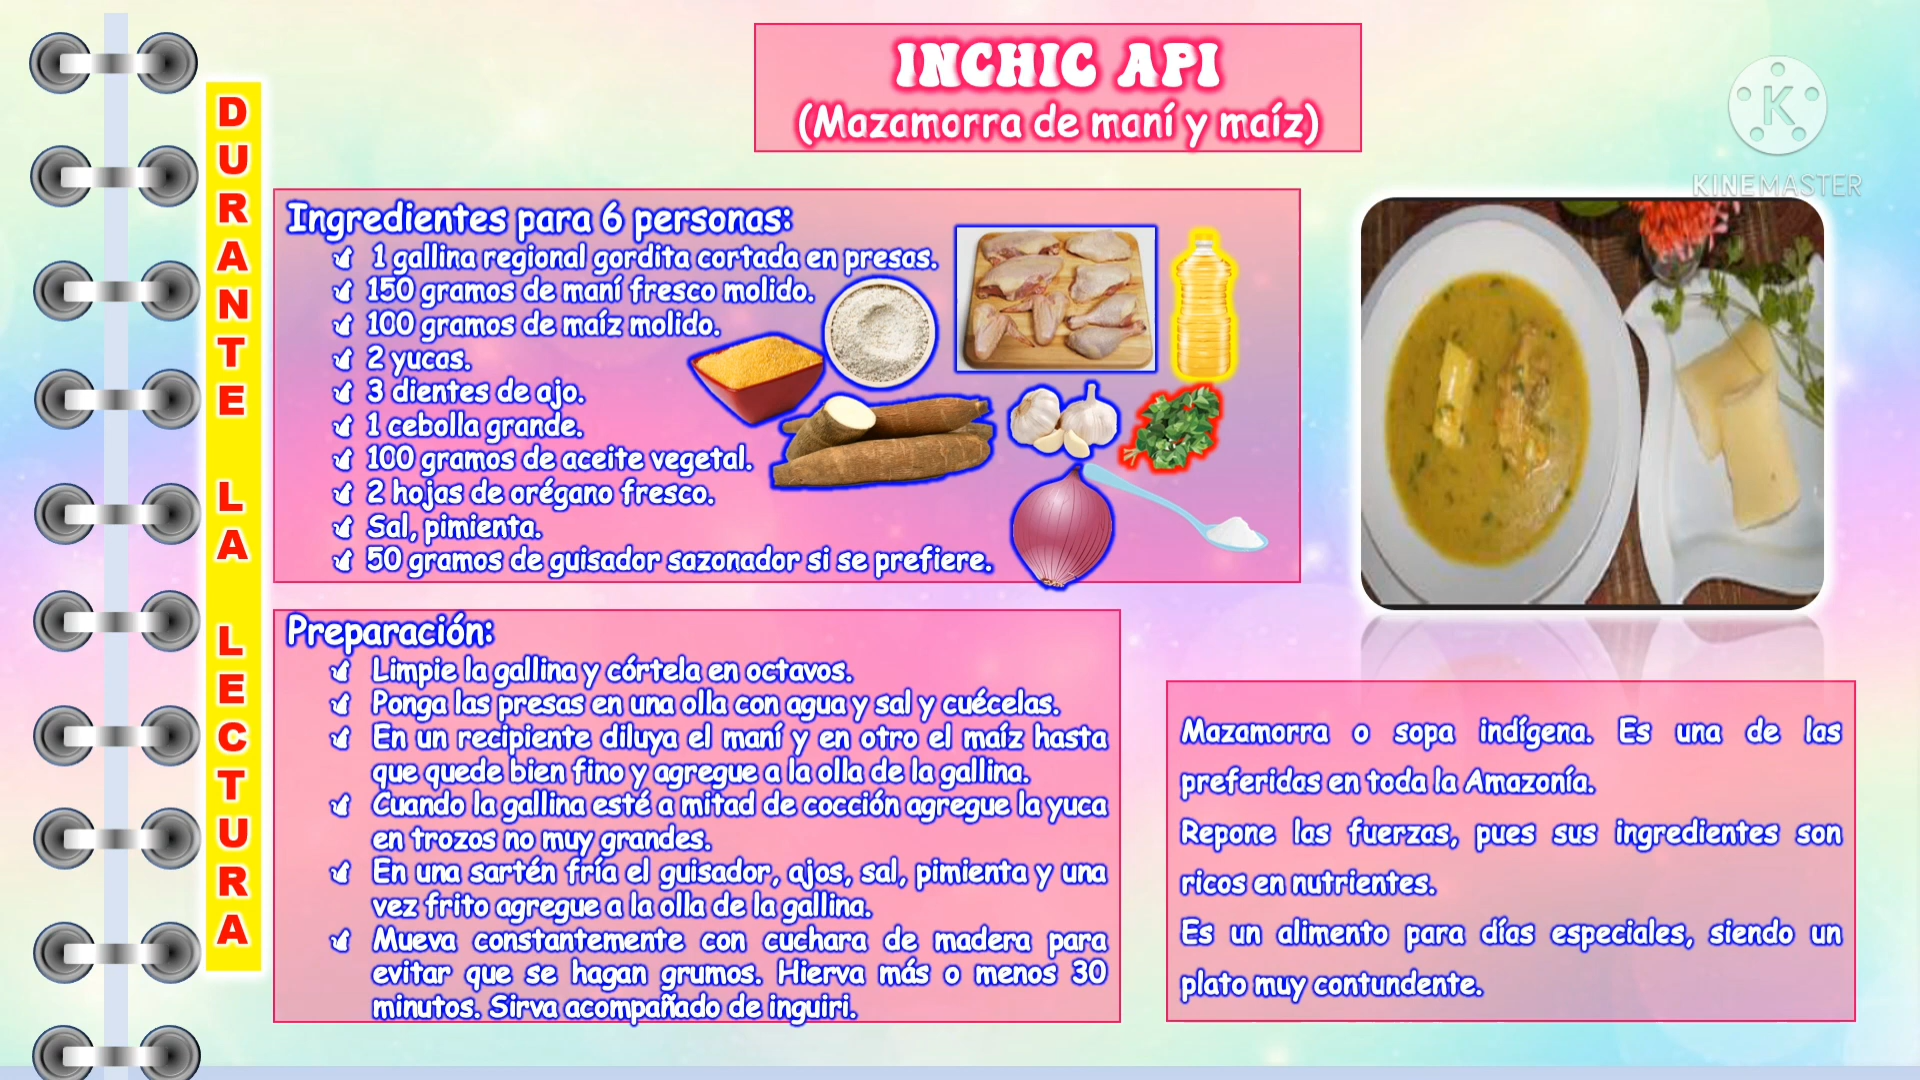 INCHIC API
(Mazamorra de maní y maíz)
K
KINEMASTER
DURANTE LA LECTURA
Ingredientes para 6 personas:
1 gallina regional gordita cortada en presas.
150 gramos de maní fresco molido.
100 gramos de maíz molido.
2 yucas.
3 dientes de ajo.
1 cebolla grande.
100 gramos de aceite vegetal.
2 hojas de orégano fresco.
Sal, pimienta.
50 gramos de guisador sazonador si se prefiere.
Preparación:
Limpie la gallina y córtela en octavos.
Ponga las presas en una olla con agua y sal y cuécelas.
En un recipiente diluya el maní y en otro el maíz hasta
que quede bien fino y agregue a la olla de la gallina.
Cuando la gallina esté a mitad de cocción agregue la yuca
en trozos no muy grandes.
En una sartén fría el guisador, ajos, sal, pimienta y una
vez frito agregue a la olla de la gallina.
Mueva constantemente con cuchara de madera para
evitar que se hagan grumos. Hierva más o menos 30
minutos. Sirva acompañado de inguiri.
Mazamorra o sopa indígena. Es una de las
preferidas en toda la Amazonía.
Repone las fuerzas, pues sus ingredientes son
ricos en nutrientes.
Es un alimento para días especiales, siendo un
plato muy contundente.